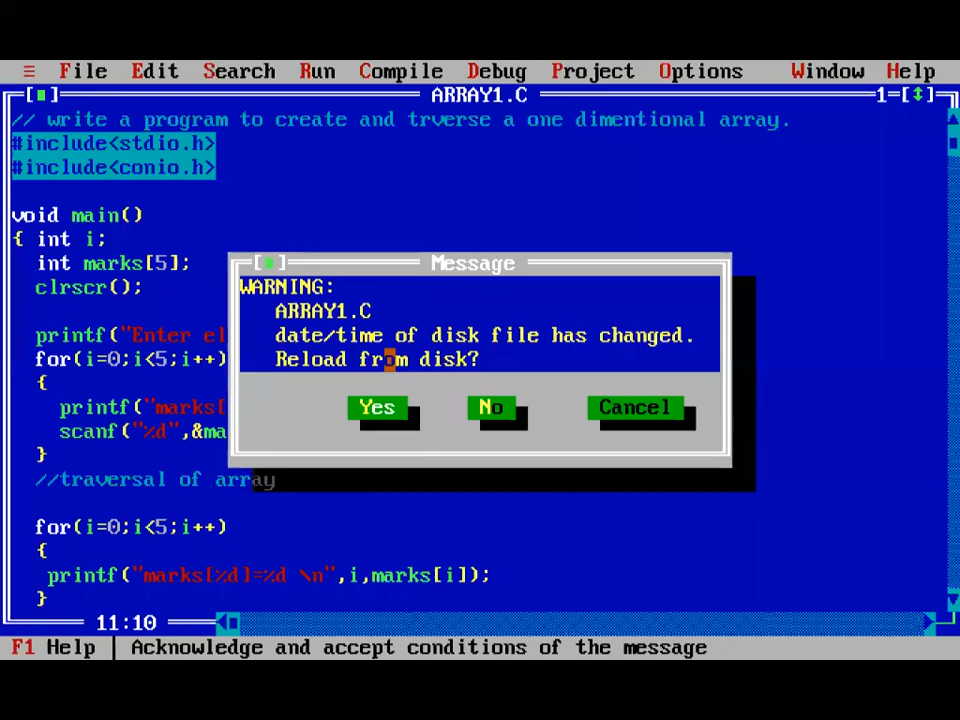 ≡ File Edit Search Run Compile Debug Project Options Window Help
[■] ARRAY1.C 1=[↕]
// write a program to create and trverse a one dimentional array.
#include<stdio.h>
#include<conio.h>
void main()
{ int i;
int marks[5];
clrscr();
printf("Enter el
for(i=0;i<5;i++)
{
printf("marks[
scanf("%d",&ma
}
//traversal of array
for(i=0;i<5;i++)
{
printf("marks[%d]=%d \n",i,marks[i]);
}
[■] Message
WARNING:
ARRAY1.C
date/time of disk file has changed.
Reload from disk?
Yes No Cancel
11:10
F1 Help | Acknowledge and accept conditions of the message